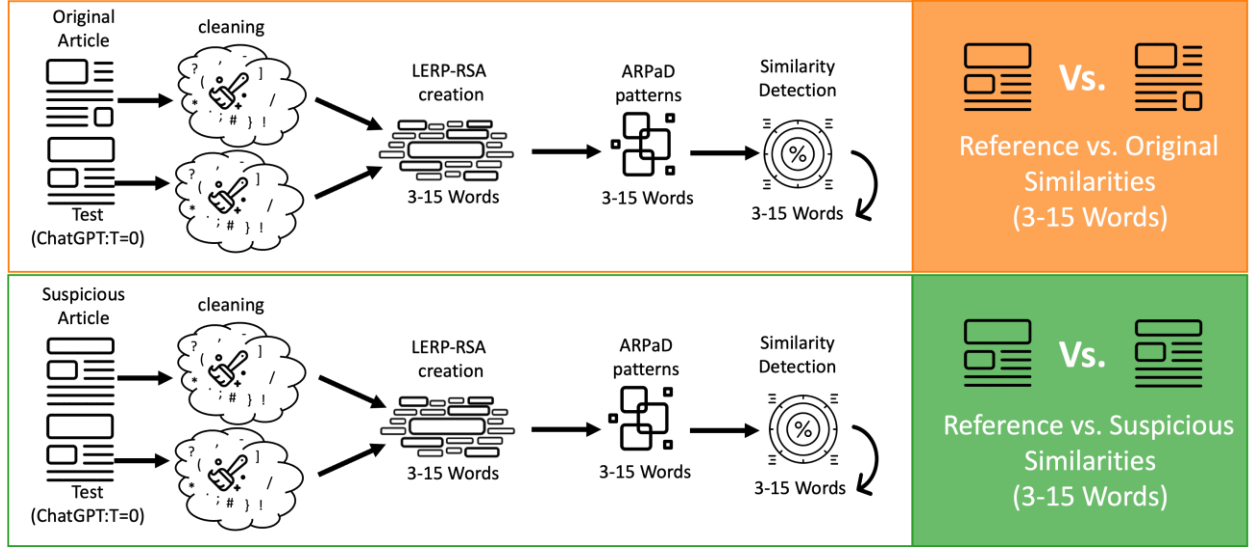 Original
Article
cleaning
? ( , - ]
* ; # } ! /
LERP-RSA
creation
ARPaD
patterns
Similarity
Detection
%
3-15 Words
3-15 Words
3-15 Words
Test
(ChatGPT:T=0)
? ( , - ]
* ; # } ! /
Vs.
Reference vs. Original
Similarities
(3-15 Words)
Suspicious
Article
cleaning
? ( , - ]
* ; # } ! /
LERP-RSA
creation
ARPaD
patterns
Similarity
Detection
%
3-15 Words
3-15 Words
3-15 Words
Test
(ChatGPT:T=0)
? ( , - ]
* ; # } ! /
Vs.
Reference vs. Suspicious
Similarities
(3-15 Words)